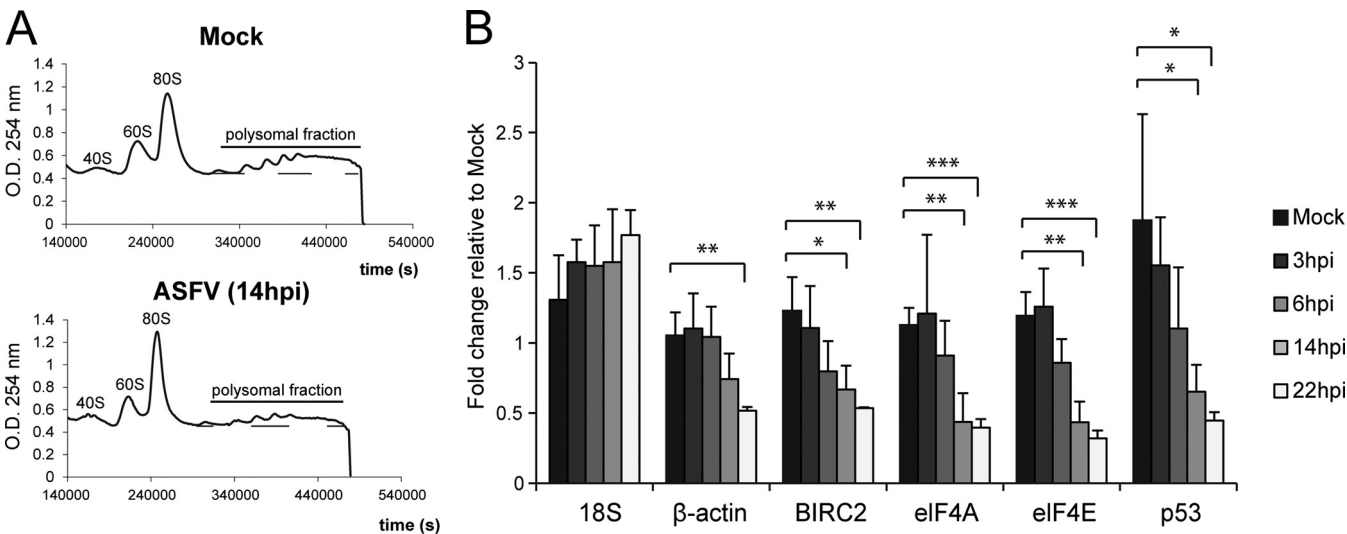 A
Mock
O.D. 254 nm
1.4
1.2
1
0.8
0.6
0.4
0.2
0
40S
60S
80S
polysomal fraction
140000 240000 340000 440000 540000
time (s)
ASFV (14hpi)
O.D. 254 nm
1.4
1.2
1
0.8
0.6
0.4
0.2
0
40S
60S
80S
polysomal fraction
140000 240000 340000 440000 540000
time (s)
B
Fold change relative to Mock
3
2.5
2
1.5
1
0.5
0
**
**
*
***
**
***
**
*
*
18S β-actin BIRC2 eIF4A eIF4E p53
Mock
3hpi
6hpi
14hpi
22hpi